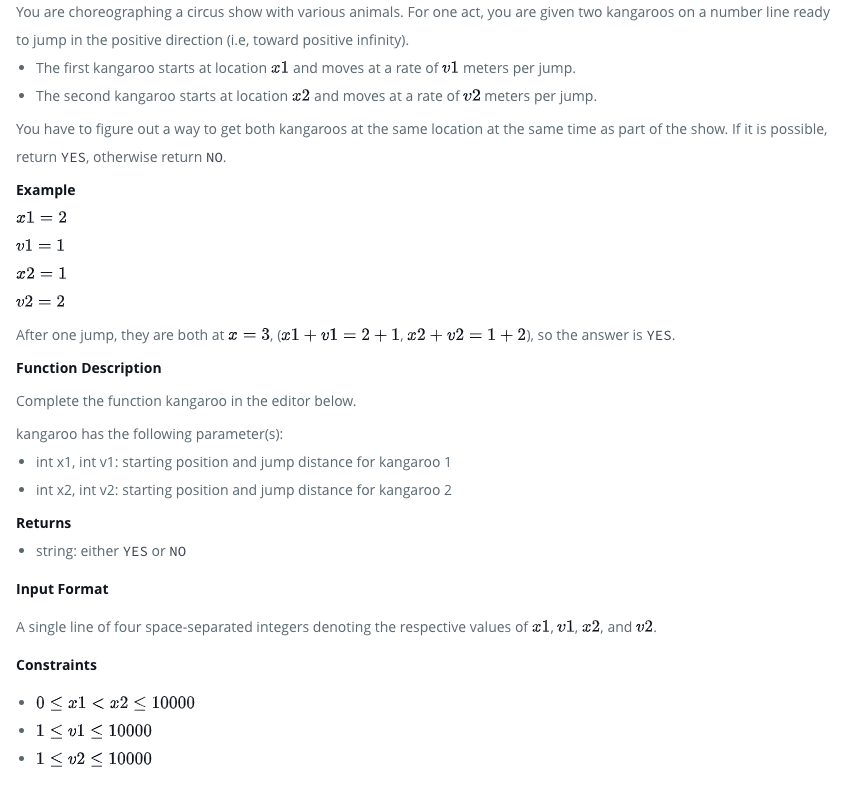 You are choreographing a circus show with various animals. For one act, you are given two kangaroos on a number line ready
to jump in the positive direction (i.e, toward positive infinity).
• The first kangaroo starts at location x1 and moves at a rate of v1 meters per jump.
• The second kangaroo starts at location x2 and moves at a rate of v2 meters per jump.
You have to figure out a way to get both kangaroos at the same location at the same time as part of the show. If it is possible,
return YES, otherwise return NO.
Example
x1 = 2
v1 = 1
x2 = 1
v2 = 2
After one jump, they are both at x = 3, (x1 + v1 = 2 + 1, x2 + v2 = 1 + 2), so the answer is YES.
Function Description
Complete the function kangaroo in the editor below.
kangaroo has the following parameter(s):
• int x1, int v1: starting position and jump distance for kangaroo 1
• int x2, int v2: starting position and jump distance for kangaroo 2
Returns
• string: either YES or NO
Input Format
A single line of four space-separated integers denoting the respective values of x1, v1, x2, and v2.
Constraints
• 0 ≤ x1 < x2 ≤ 10000
• 1 ≤ v1 ≤ 10000
• 1 ≤ v2 ≤ 10000